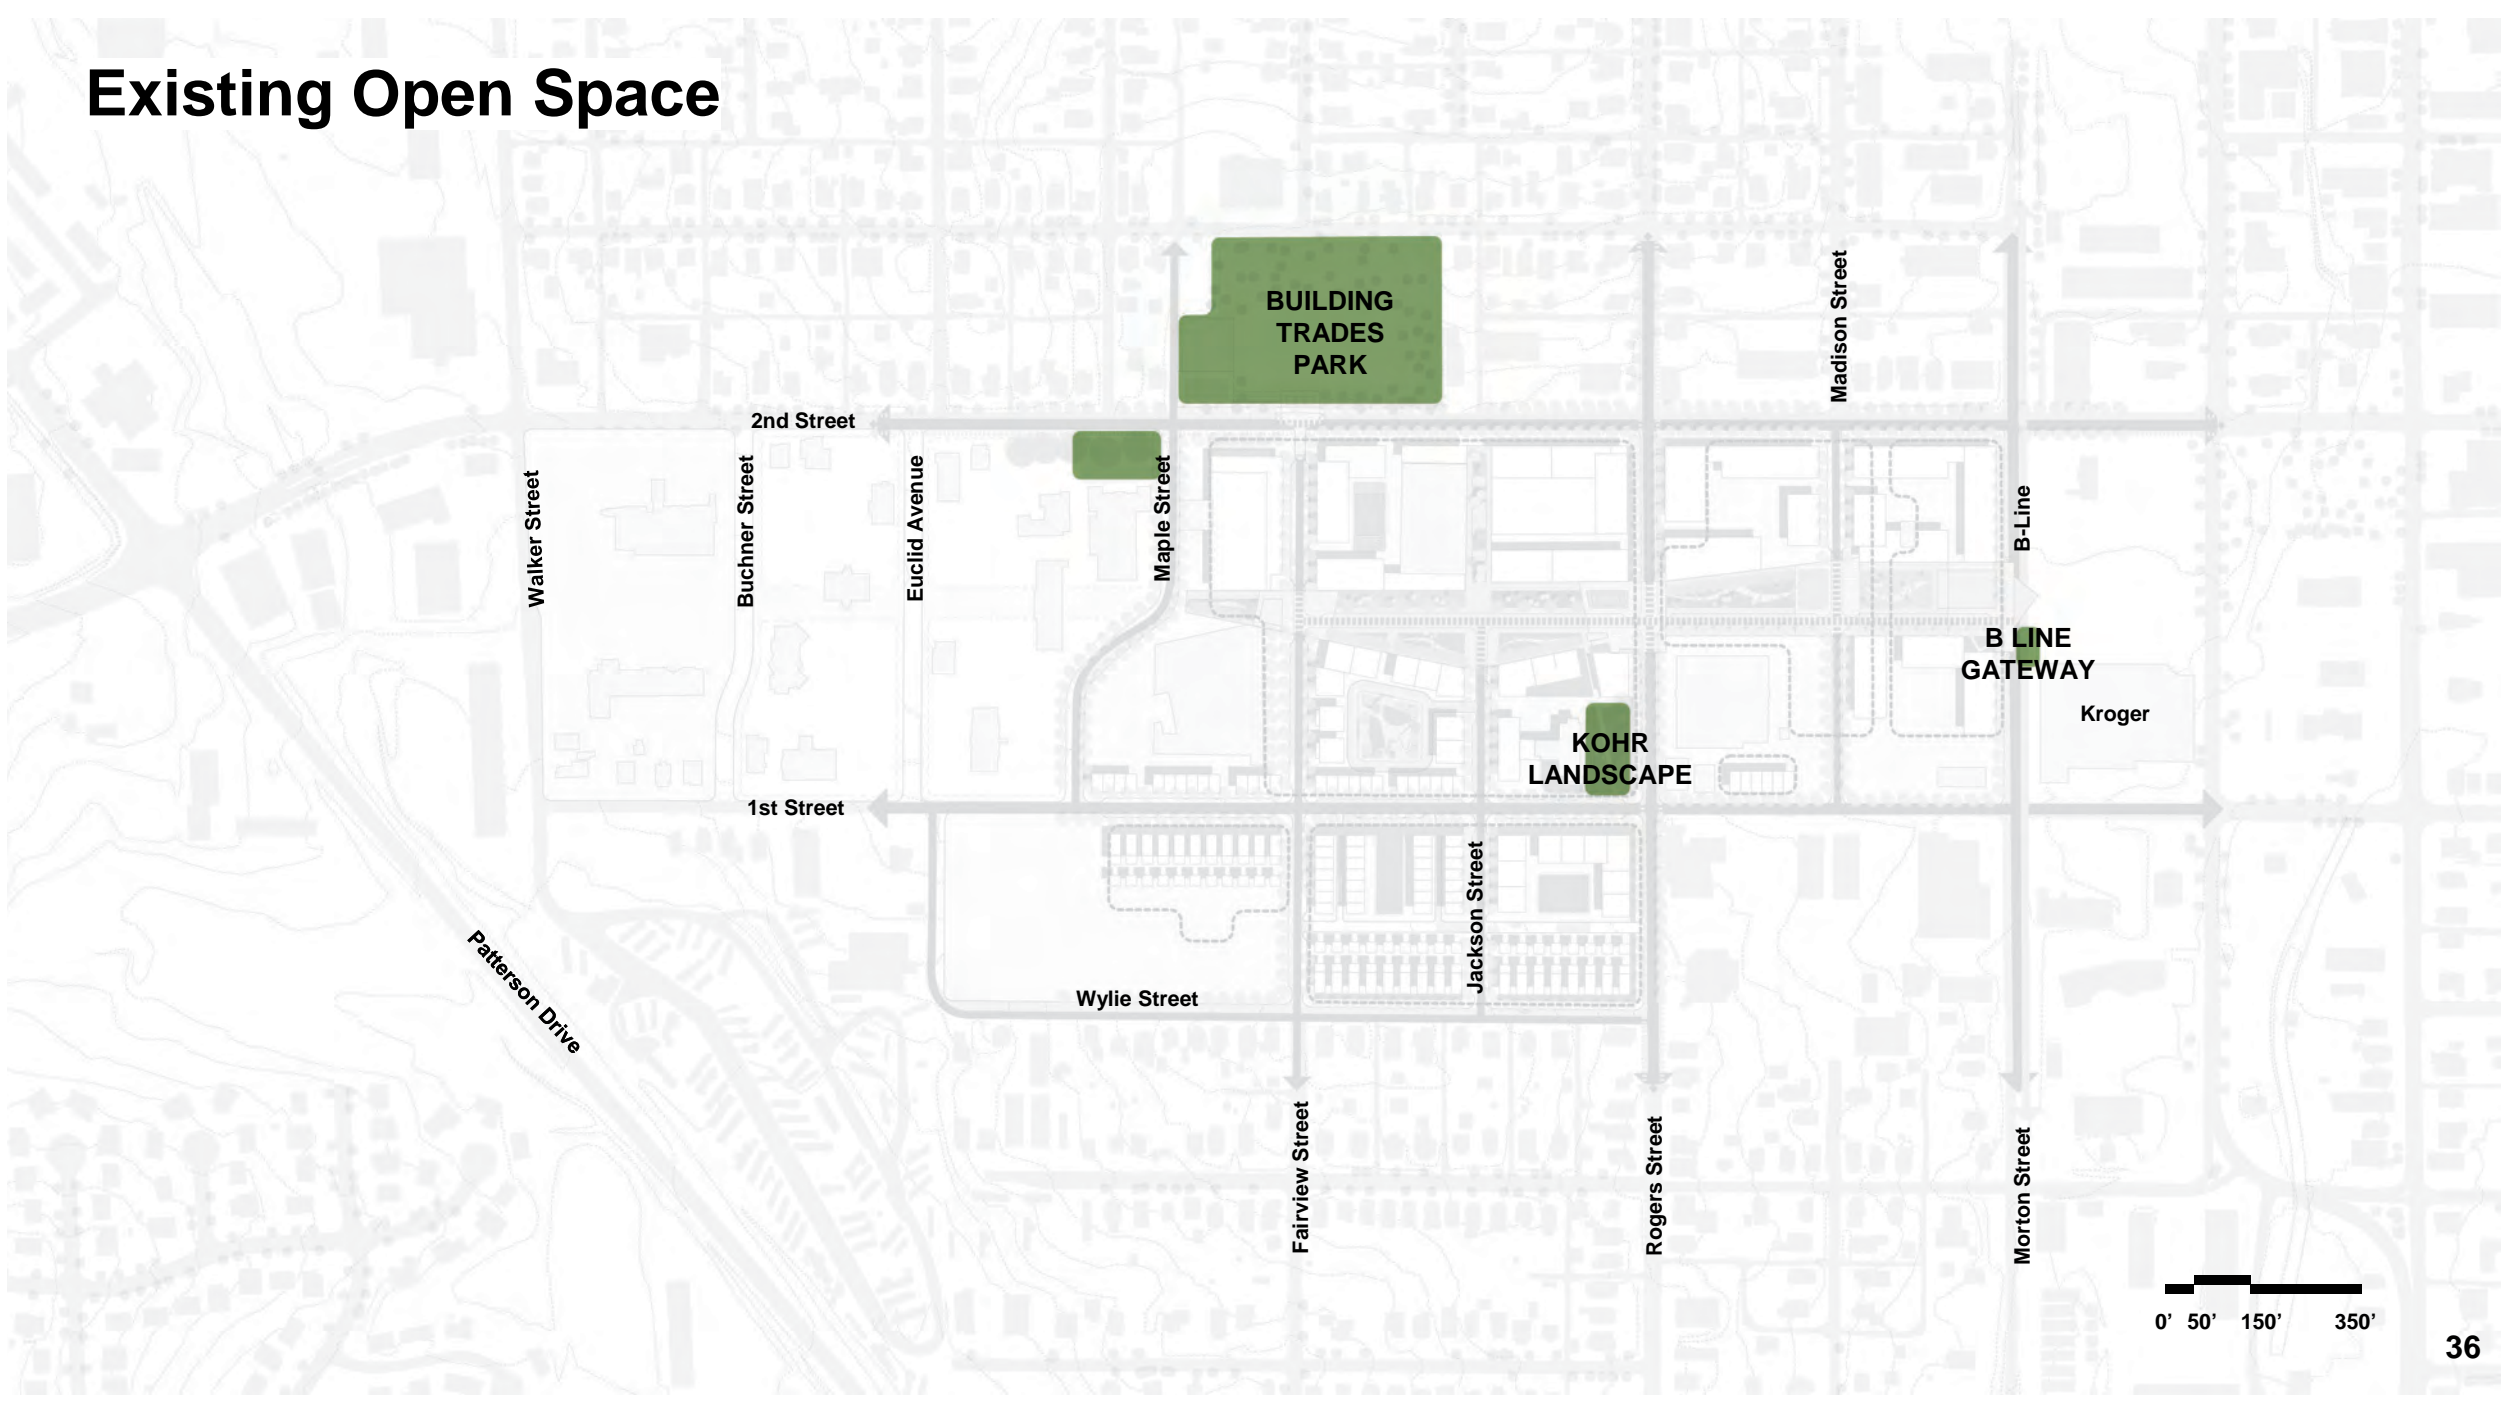 Existing Open Space
BUILDING
TRADES
PARK
Madison Street
2nd Street
Walker Street
Buchner Street
Euclid Avenue
Maple Street
B-Line
B LINE
GATEWAY
Kroger
KOHR
LANDSCAPE
1st Street
Jackson Street
Patterson Drive
Wylie Street
Fairview Street
Rogers Street
Morton Street
0’ 50’ 150’ 350’
36